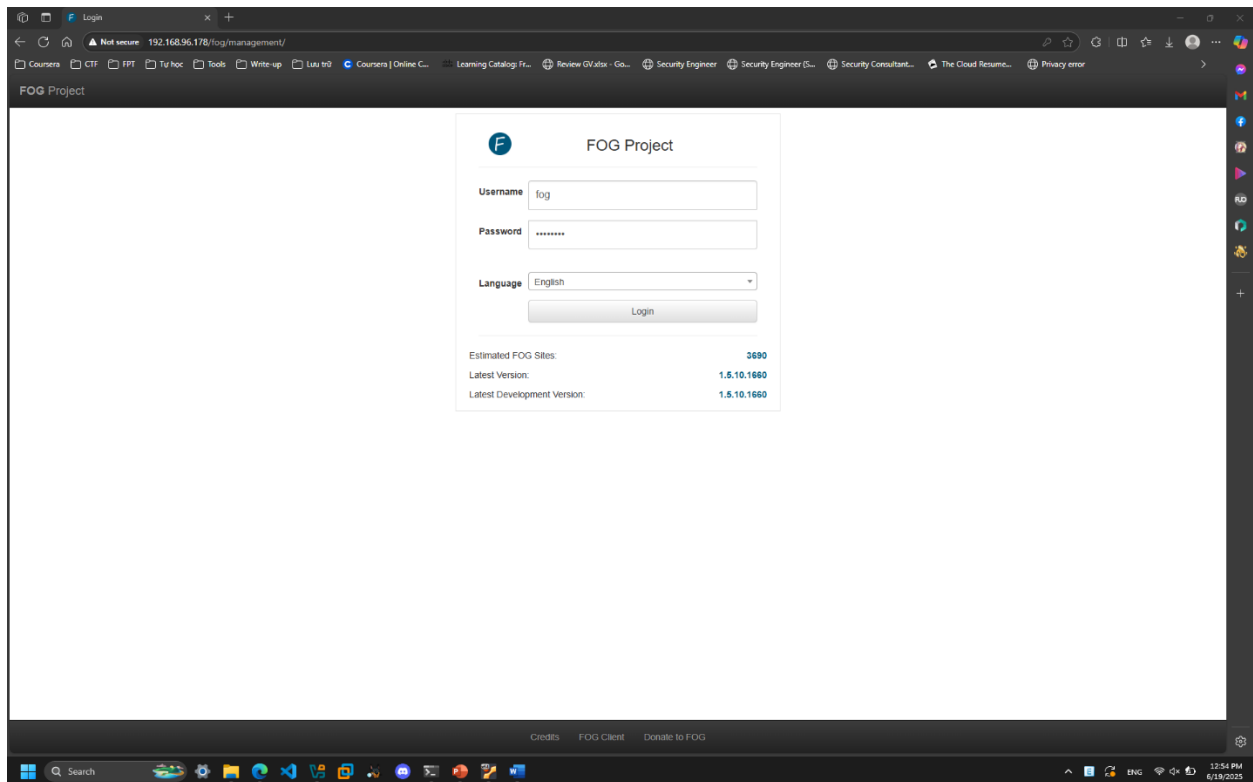 Login
Not secure 192.168.96.178/fog/management/
Coursera CTF FPT Tự học Tools Write-up Lưu trữ Coursera | Online C... Learning Catalog: Fr... Review GV.xlsx - Go... Security Engineer Security Engineer (S... Security Consultant... The Cloud Resume... Privacy error
FOG Project
FOG Project
Username fog
Password ••••••••
Language English
Login
Estimated FOG Sites: 3690
Latest Version: 1.5.10.1660
Latest Development Version: 1.5.10.1660
Credits FOG Client Donate to FOG
Search ENG 12:54 PM
6/19/2025